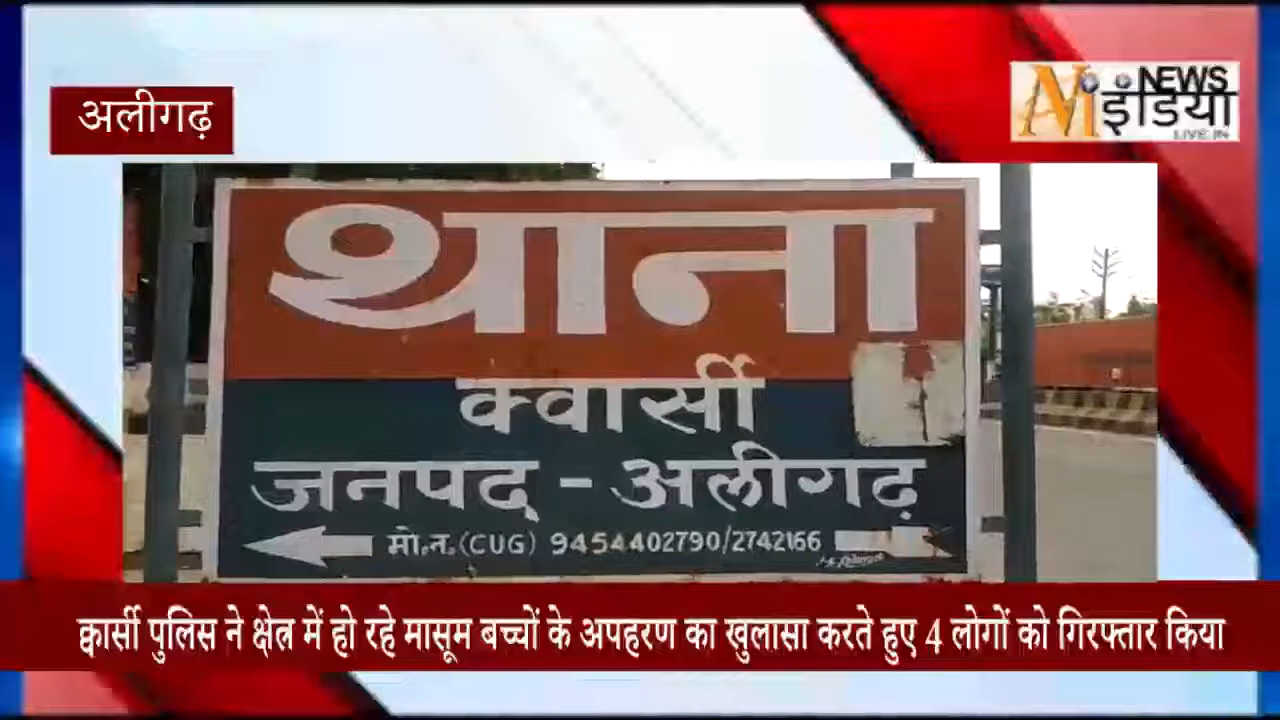 अलीगढ़
NEWS
इंडिया
LIVE.IN
थाना
क्वार्सी
जनपद - अलीगढ़
मो.न.(CUG) 9454402790/2742166
क्वार्सी पुलिस ने क्षेत्र में हो रहे मासूम बच्चों के अपहरण का खुलासा करते हुए 4 लोगों को गिरफ्तार किया